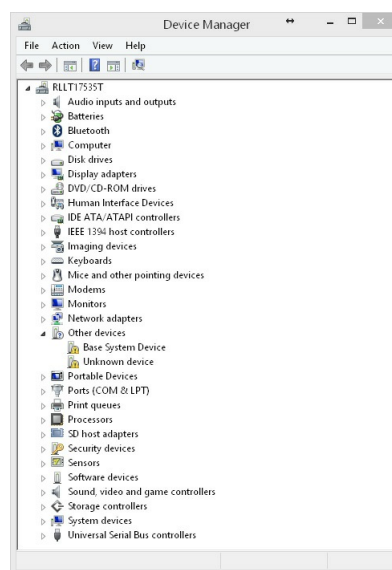 Device Manager
File Action View Help
RLLT17535T
Audio inputs and outputs
Batteries
Bluetooth
Computer
Disk drives
Display adapters
DVD/CD-ROM drives
Human Interface Devices
IDE ATA/ATAPI controllers
IEEE 1394 host controllers
Imaging devices
Keyboards
Mice and other pointing devices
Modems
Monitors
Network adapters
Other devices
Base System Device
Unknown device
Portable Devices
Ports (COM & LPT)
Print queues
Processors
SD host adapters
Security devices
Sensors
Software devices
Sound, video and game controllers
Storage controllers
System devices
Universal Serial Bus controllers